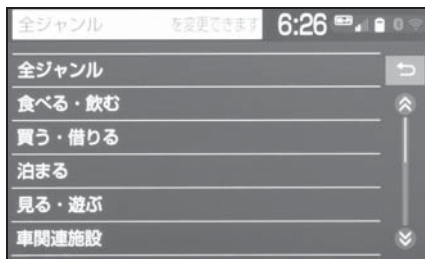 全ジャンル を変更できます 6:26
全ジャンル
食べる・飲む
買う・借りる
泊まる
見る・遊ぶ
車関連施設